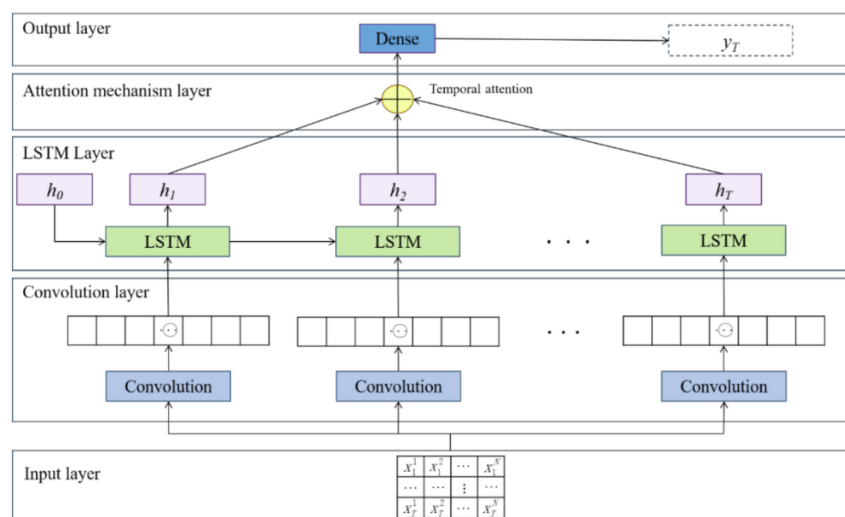 Output layer
Dense
y_T
Attention mechanism layer
Temporal attention
LSTM Layer
h_0
h_1
h_2
h_T
LSTM
LSTM
. . .
LSTM
Convolution layer
...
...
. . .
...
Convolution
Convolution
Convolution
Input layer
X_1^1 X_1^2 ... X_1^N
... ... ⋮ ...
X_T^1 X_T^2 ... X_T^N